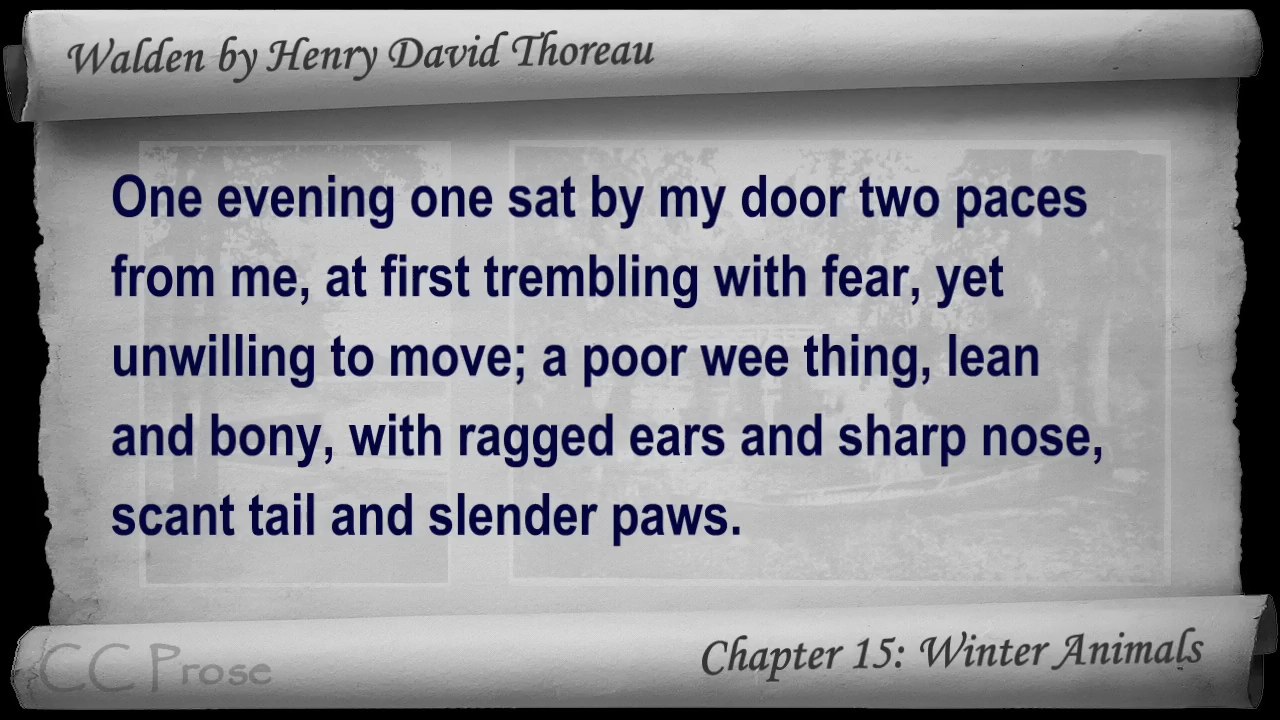 Walden by Henry David Thoreau
One evening one sat by my door two paces
from me, at first trembling with fear, yet
unwilling to move; a poor wee thing, lean
and bony, with ragged ears and sharp nose,
scant tail and slender paws.
CC Prose
Chapter 15: Winter Animals